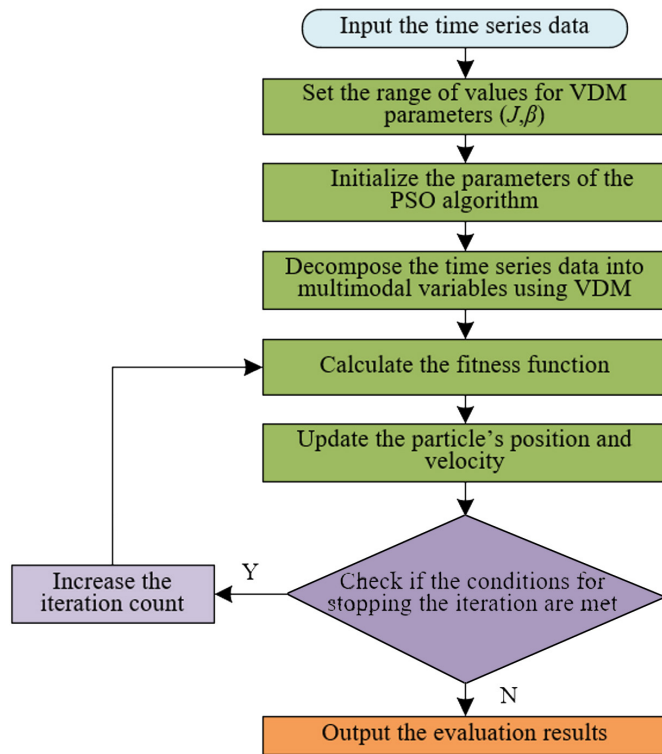 Input the time series data
Set the range of values for VDM
parameters (J,β)
Initialize the parameters of the
PSO algorithm
Decompose the time series data into
multimodal variables using VDM
Calculate the fitness function
Update the particle's position and
velocity
Check if the conditions for
stopping the iteration are met
Y
Increase the
iteration count
N
Output the evaluation results